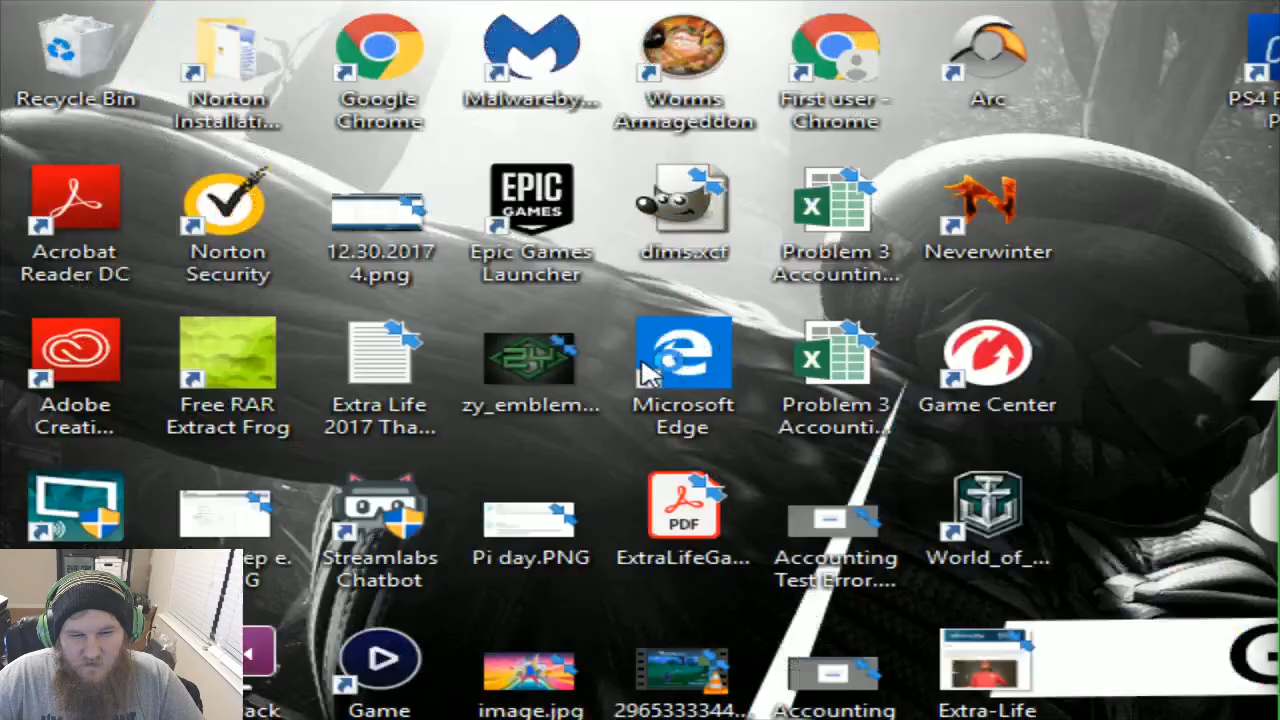 Recycle Bin
Norton
Installati...
Google
Chrome
Malwareby...
Worms
Armageddon
First user -
Chrome
Arc
PS4 R
P
EPIC
GAMES
Acrobat
Reader DC
Norton
Security
12.30.2017
4.png
Epic Games
Launcher
dims.xcf
X
Problem 3
Accountin...
N
Neverwinter
Adobe
Creati...
Free RAR
Extract Frog
Extra Life
2017 Tha...
zy_emblem...
Microsoft
Edge
X
Problem 3
Accounti...
Game Center
PDF
ep e.
G
Streamlabs
Chatbot
Pi day.PNG
ExtraLifeGa...
Accounting
Test Error....
World_of_...
ack
Game
image.jpg
2965333344...
Accounting
Extra-Life
G